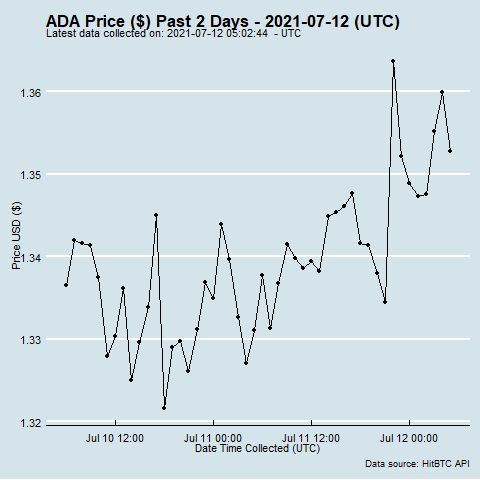 ADA Price ($) Past 2 Days - 2021-07-12 (UTC)
Latest data collected on: 2021-07-12 05:02:44  - UTC
1.36
1.35
1.34
1.33
1.32
Price USD ($)
Jul 10 12:00
Jul 11 00:00
Jul 11 12:00
Jul 12 00:00
Date Time Collected (UTC)
Data source: HitBTC API